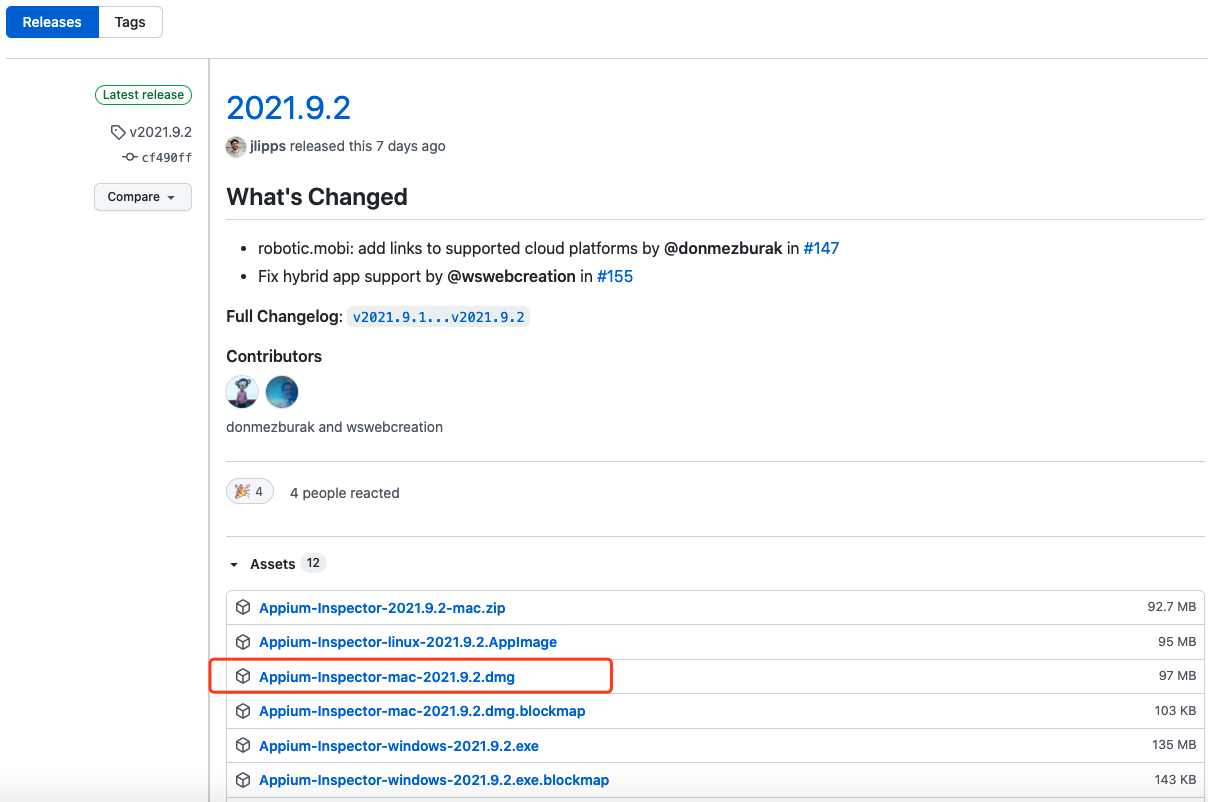 Releases Tags
Latest release
v2021.9.2
cf490ff
Compare
2021.9.2
jlipps released this 7 days ago
What's Changed
robotic.mobi: add links to supported cloud platforms by @donmezburak in #147
Fix hybrid app support by @wswebcreation in #155
Full Changelog: v2021.9.1...v2021.9.2
Contributors
donmezburak and wswebcreation
4 4 people reacted
Assets 12
Appium-Inspector-2021.9.2-mac.zip 92.7 MB
Appium-Inspector-linux-2021.9.2.AppImage 95 MB
Appium-Inspector-mac-2021.9.2.dmg 97 MB
Appium-Inspector-mac-2021.9.2.dmg.blockmap 103 KB
Appium-Inspector-windows-2021.9.2.exe 135 MB
Appium-Inspector-windows-2021.9.2.exe.blockmap 143 KB